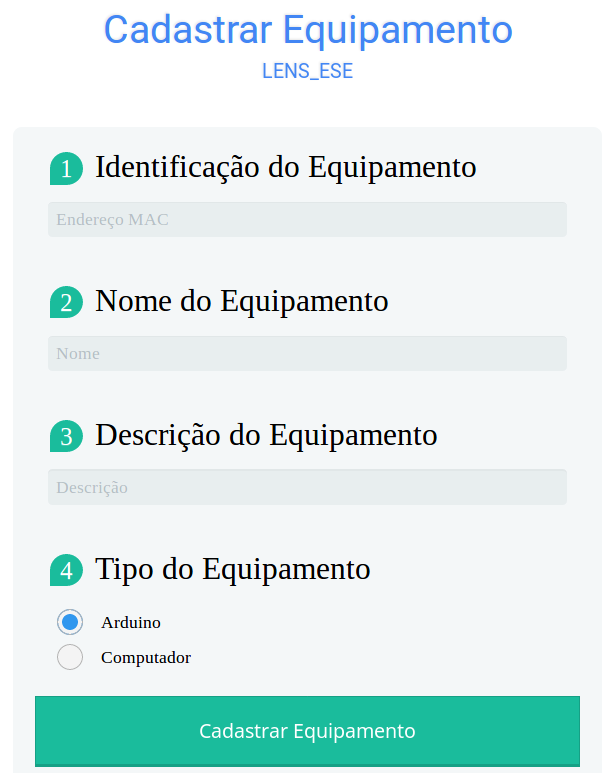 Cadastrar Equipamento
LENS_ESE
1 Identificação do Equipamento
Endereço MAC
2 Nome do Equipamento
Nome
3 Descrição do Equipamento
Descrição
4 Tipo do Equipamento
Arduino
Computador
Cadastrar Equipamento